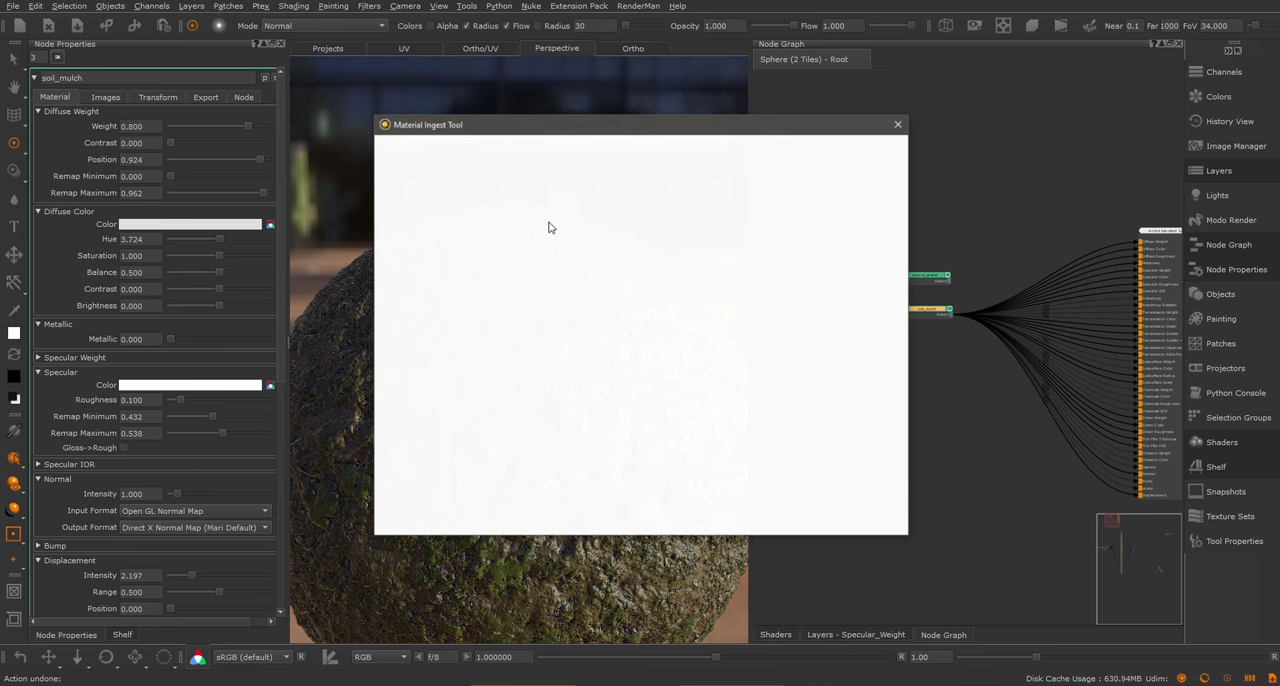 File Edit Selection Objects Channels Layers Patches Ptex Shading Painting Filters Camera View Tools Python Nuke Extension Pack RenderMan Help
Mode Normal Colors Alpha Radius Flow Radius 30 Opacity 1.000 Flow 1.000 Near 0.1 Far 1000 FoV 34.000
Node Properties
3
soil_mulch
Material Images Transform Export Node
Diffuse Weight
Weight 0.800
Contrast 0.000
Position 0.924
Remap Minimum 0.000
Remap Maximum 0.962
Diffuse Color
Color
Hue 3.724
Saturation 1.000
Balance 0.500
Contrast 0.000
Brightness 0.000
Metallic
Metallic 0.000
Specular Weight
Specular
Color
Roughness 0.100
Remap Minimum 0.432
Remap Maximum 0.538
Gloss->Rough
Specular IOR
Normal
Intensity 1.000
Input Format Open GL Normal Map
Output Format Direct X Normal Map (Mari Default)
Bump
Displacement
Intensity 2.197
Range 0.500
Position 0.000
Node Properties Shelf
Projects UV Ortho/UV Perspective Ortho
Material Ingest Tool
Node Graph
Sphere (2 Tiles) - Root
Shaders Layers - Specular_Weight Node Graph
Channels
Colors
History View
Image Manager
Layers
Lights
Modo Render
Node Graph
Node Properties
Objects
Painting
Patches
Projectors
Python Console
Selection Groups
Shaders
Shelf
Snapshots
Texture Sets
Tool Properties
sRGB (default) R RGB f/8 1.000000 R 1.00 R
Action undone: Disk Cache Usage : 630.94MB Udim: